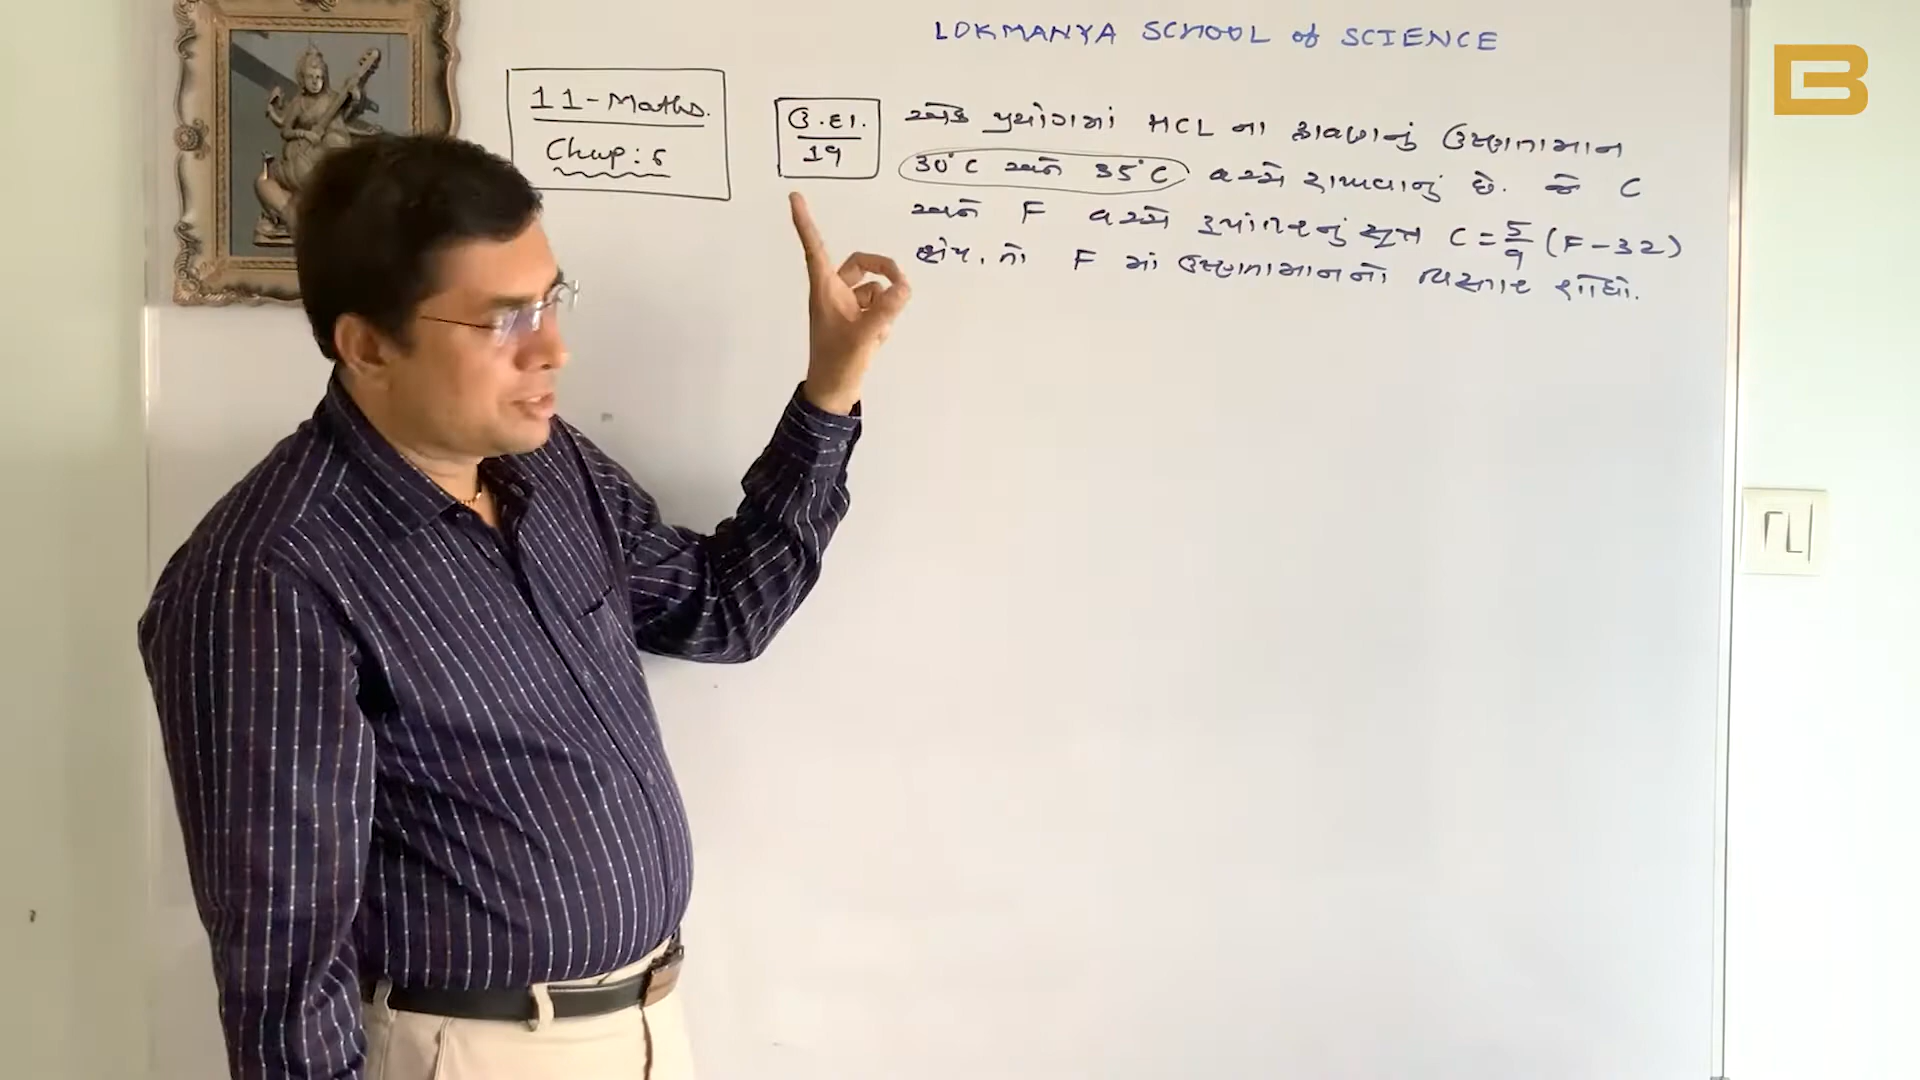 LOKMANYA SCHOOL of SCIENCE
11-Maths.
Chap: 6
ઉ.દા.
19
એક પ્રયોગમાં HCL ના દ્રાવણનું ઉષ્ણતામાન
30°C અને 35°C વચ્ચે રાખવાનું છે. જો C
અને F વચ્ચે રૂપાંતરનું સૂત્ર C = 5/9 (F-32)
હોય, તો F માં ઉષ્ણતામાનનો વિસ્તાર શોધો.
B